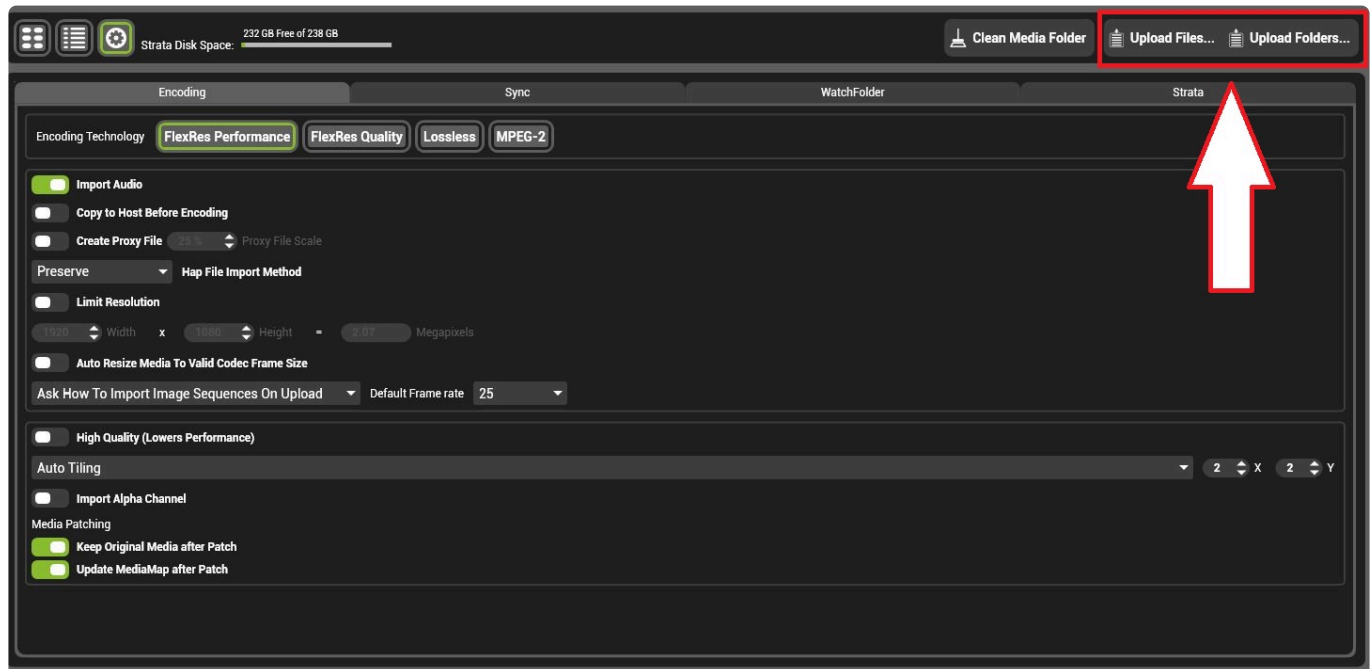 232 GB Free of 238 GB
Strata Disk Space:
Clean Media Folder
Upload Files... Upload Folders...
Encoding Sync WatchFolder Strata
Encoding Technology FlexRes Performance FlexRes Quality Lossless MPEG-2
Import Audio
Copy to Host Before Encoding
Create Proxy File 25 % Proxy File Scale
Preserve Hap File Import Method
Limit Resolution
1920 Width x 1080 Height = 2.07 Megapixels
Auto Resize Media To Valid Codec Frame Size
Ask How To Import Image Sequences On Upload Default Frame rate 25
High Quality (Lowers Performance)
Auto Tiling 2 X 2 Y
Import Alpha Channel
Media Patching
Keep Original Media after Patch
Update MediaMap after Patch